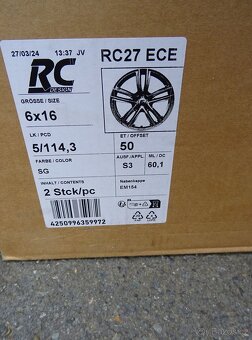 27/03/24 13:37 JV
RC
DESIGN
RC27 ECE
GRÖSSE / SIZE
6x16
LK / PCD
5/114,3
ET / OFFSET
50
FARBE / COLOR
SG
AUSF./APPL.
S3
ML / DC
60,1
INHALT / CONTENTS
2 Stck/pc
Nabenkappe
EM154
4250996359972